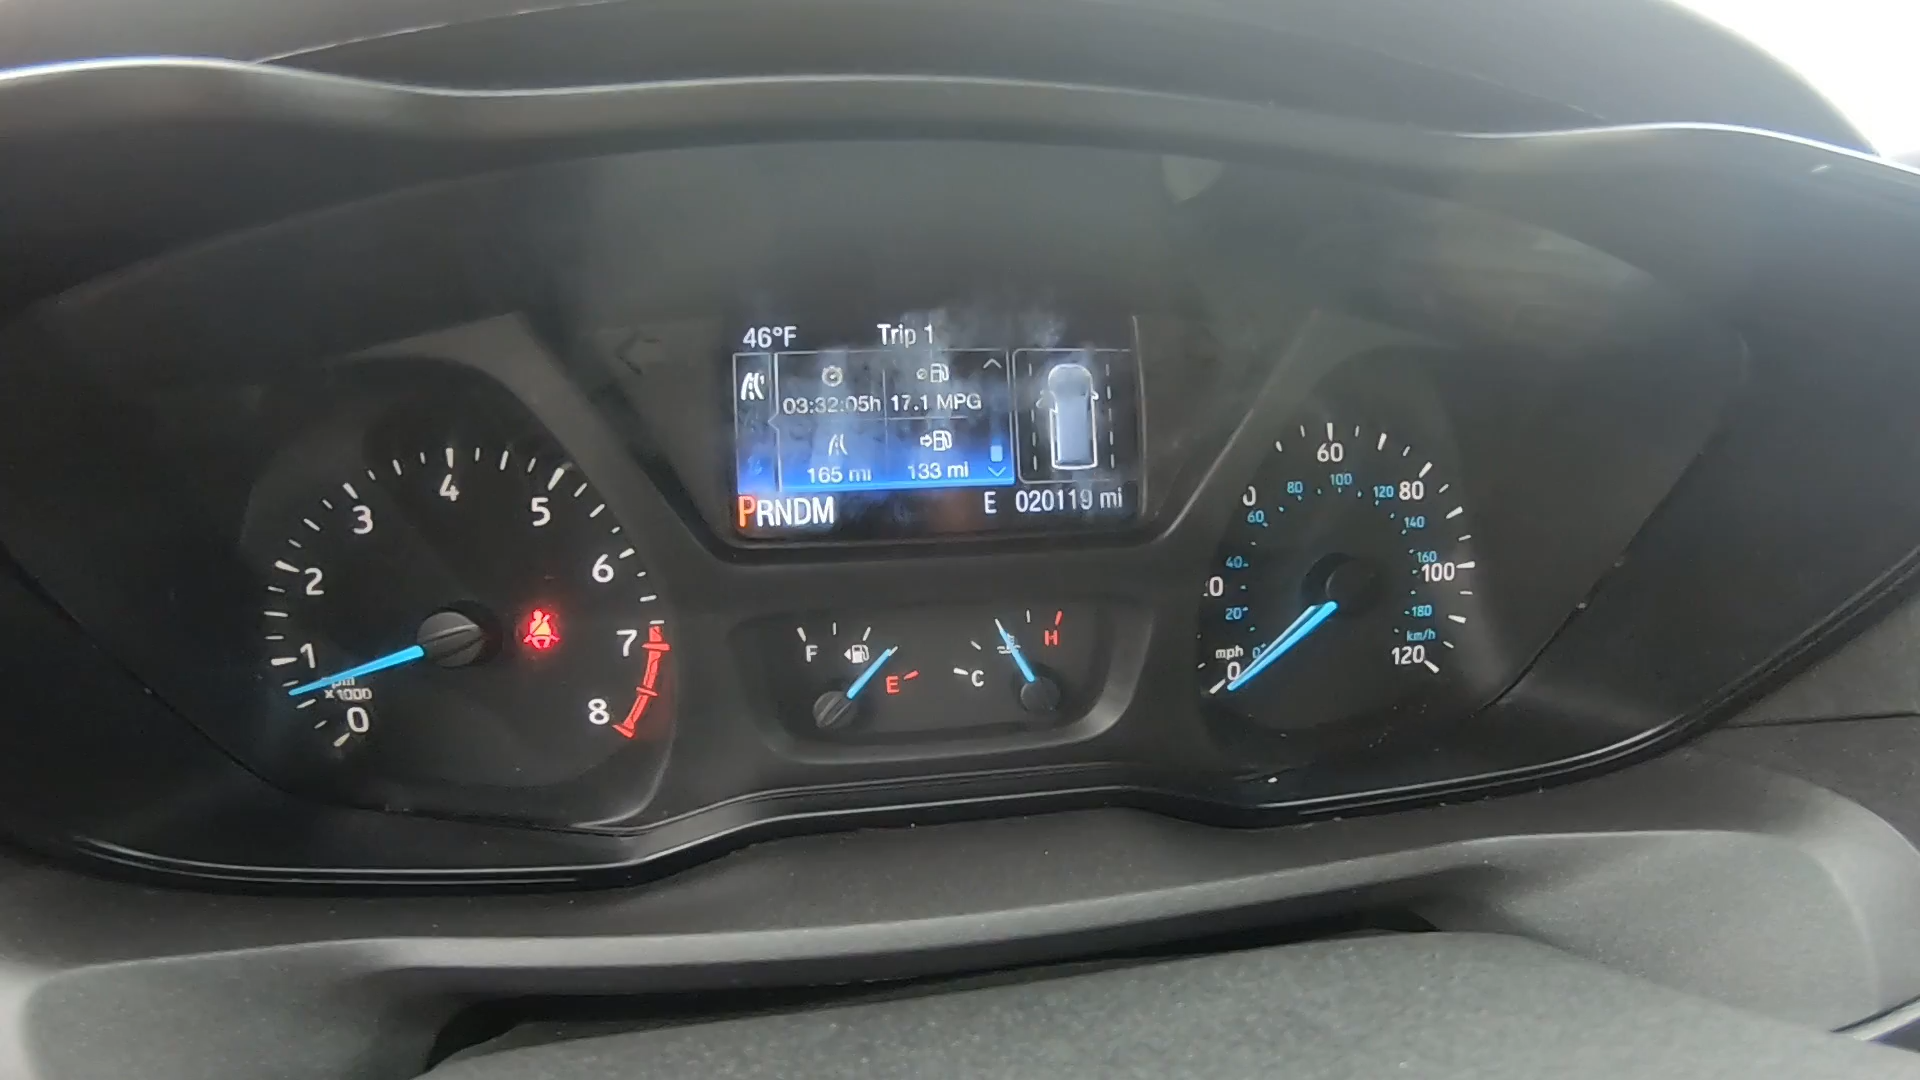 46°F Trip 1
03:32:05h 17.1 MPG
165 mi 133 mi
PRNDM E 020119 mi
0 1 2 3 4 5 6 7 8
x1000
F E
C H
mph 0 60 80 100 120
0 20 40 60 80 100 120 140 160 180
km/h